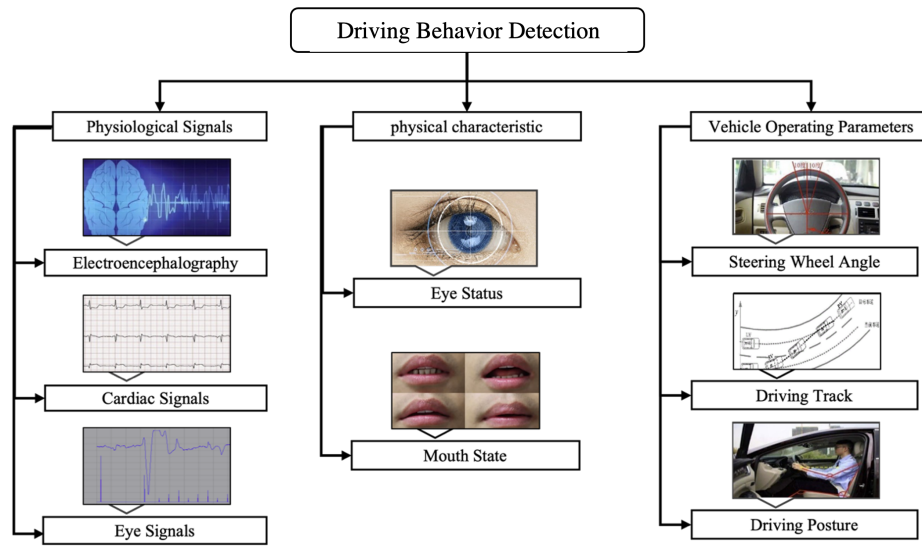 Driving Behavior Detection
Physiological Signals
physical characteristic
Vehicle Operating Parameters
Electroencephalography
Steering Wheel Angle
Eye Status
Cardiac Signals
Driving Track
Mouth State
Eye Signals
Driving Posture